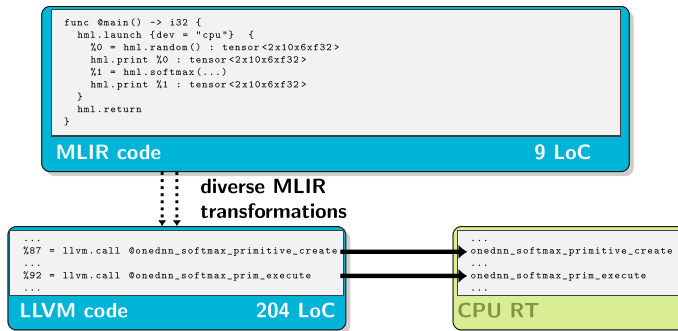 func @main() -> i32 {
hml.launch {dev = "cpu"} {
%0 = hml.random() : tensor<2x10x6xf32>
hml.print %0 : tensor<2x10x6xf32>
%1 = hml.softmax(...)
hml.print %1 : tensor<2x10x6xf32>
}
hml.return
}
MLIR code 9 LoC
diverse MLIR
transformations
...
%87 = llvm.call @onednn_softmax_primitive_create
...
%92 = llvm.call @onednn_softmax_prim_execute
...
LLVM code 204 LoC
...
onednn_softmax_primitive_create
...
onednn_softmax_prim_execute
...
CPU RT